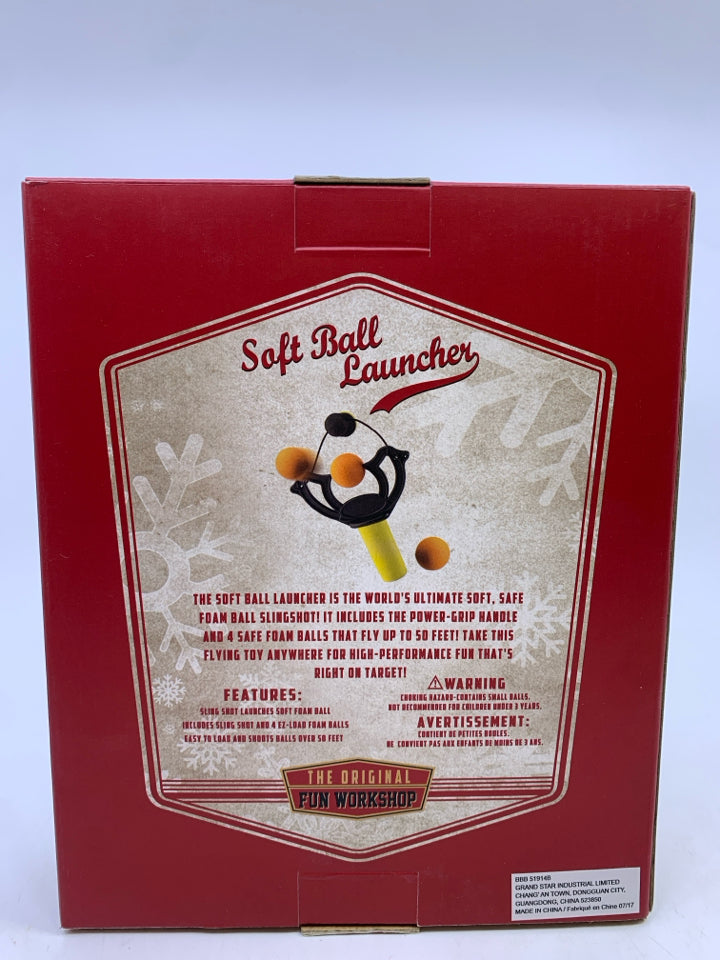 Soft Ball
Launcher
THE SOFT BALL LAUNCHER IS THE WORLD'S ULTIMATE SOFT, SAFE
FOAM BALL SLINGSHOT! IT INCLUDES THE POWER-GRIP HANDLE
AND 4 SAFE FOAM BALLS THAT FLY UP TO 50 FEET! TAKE THIS
FLYING TOY ANYWHERE FOR HIGH-PERFORMANCE FUN THAT'S
RIGHT ON TARGET!
FEATURES:
SLING SHOT LAUNCHES SOFT FOAM BALL
INCLUDES SLING SHOT AND 4 EZ-LOAD FOAM BALLS
EASY TO LOAD AND SHOOTS BALLS OVER 50 FEET
⚠WARNING
CHOKING HAZARD-CONTAINS SMALL BALLS.
NOT RECOMMENDED FOR CHILDREN UNDER 3 YEARS.
AVERTISSEMENT:
CONTIENT DE PETITES BOULES.
NE CONVIENT PAS AUX ENFANTS DE MOINS DE 3 ANS.
THE ORIGINAL
FUN WORKSHOP
BBB 51914B
GRAND STAR INDUSTRIAL LIMITED
CHANG' AN TOWN, DONGGUAN CITY,
GUANGDONG, CHINA 523850
MADE IN CHINA / Fabriqué en Chine 07/17